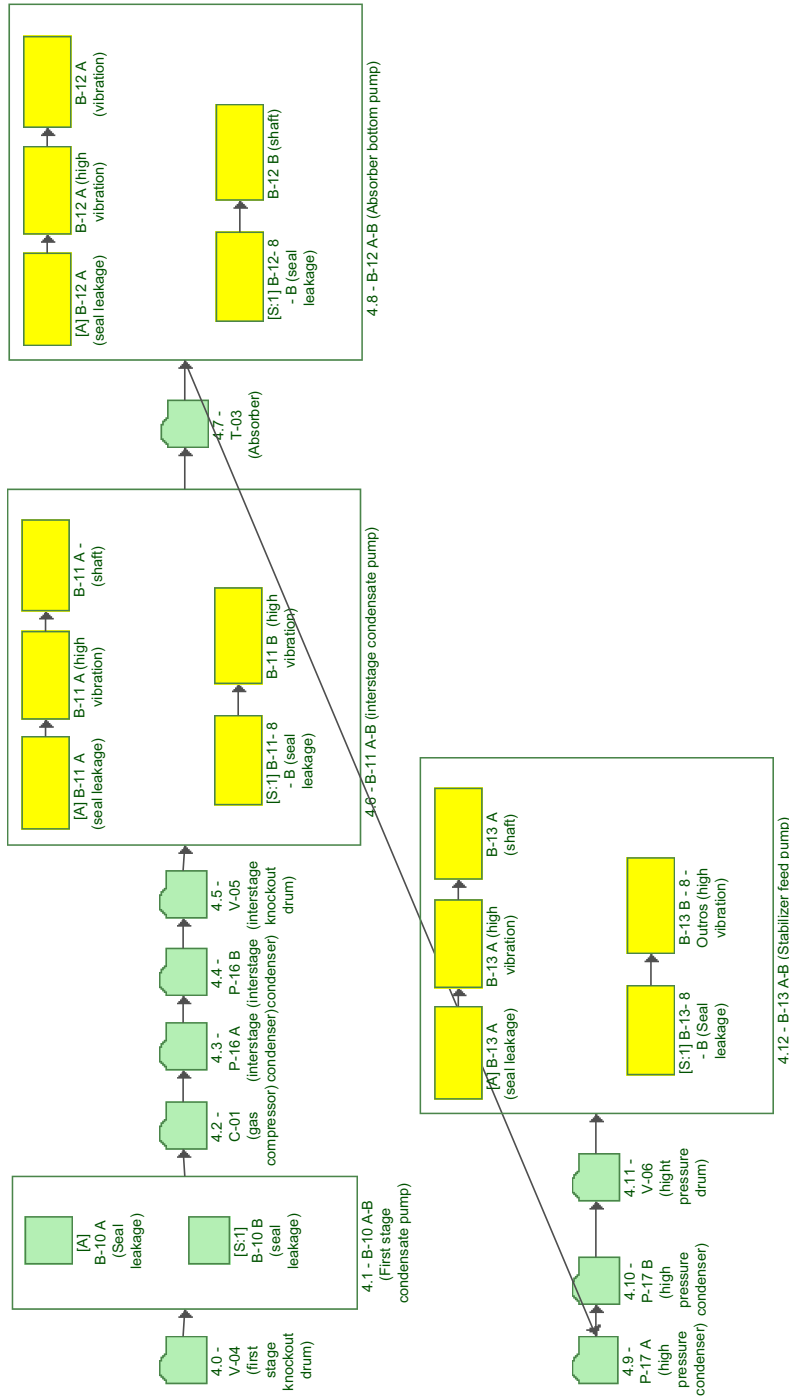 4.0 -
V-04
(first
stage
knockout
drum)
[A]
B-10 A
(Seal
leakage)
[S:1]
B-10 B
(seal
leakage)
4.1 - B-10 A-B
(First stage
condensate pump)
4.2 -
C-01
(gas
compressor)
4.3 -
P-16 A
(interstage
condenser)
4.4 -
P-16 B
(interstage
condenser)
4.5 -
V-05
(interstage
knockout
drum)
[A] B-11 A
(seal leakage)
B-11 A (high
vibration)
B-11 A -
(shaft)
[S:1] B-11- 8
- B (seal
leakage)
B-11 B (high
vibration)
4.6 - B-11 A-B (interstage condensate pump)
4.7 -
T-03
(Absorber)
[A] B-12 A
(seal leakage)
B-12 A (high
vibration)
B-12 A
(vibration)
[S:1] B-12- 8
- B (seal
leakage)
B-12 B (shaft)
4.8 - B-12 A-B (Absorber bottom pump)
4.9 -
P-17 A
(high
pressure
condenser)
4.10 -
P-17 B
(high
pressure
condenser)
4.11 -
V-06
(hight
pressure
drum)
[A] B-13 A
(seal leakage)
B-13 A (high
vibration)
B-13 A
(shaft)
[S:1] B-13- 8
- B (Seal
leakage)
B-13 B - 8 -
Outros (high
vibration)
4.12 - B-13 A-B (Stabilizer feed pump)